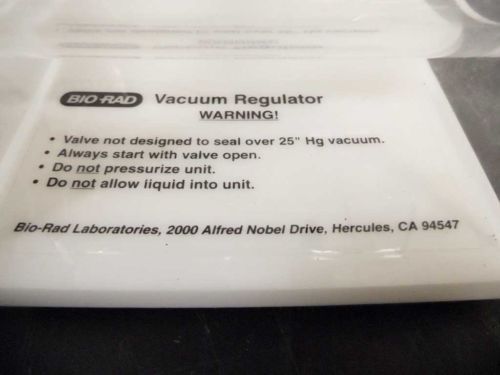 BIO-RAD Vacuum Regulator
WARNING!
• Valve not designed to seal over 25" Hg vacuum.
• Always start with valve open.
• Do not pressurize unit.
• Do not allow liquid into unit.
Bio-Rad Laboratories, 2000 Alfred Nobel Drive, Hercules, CA 94547